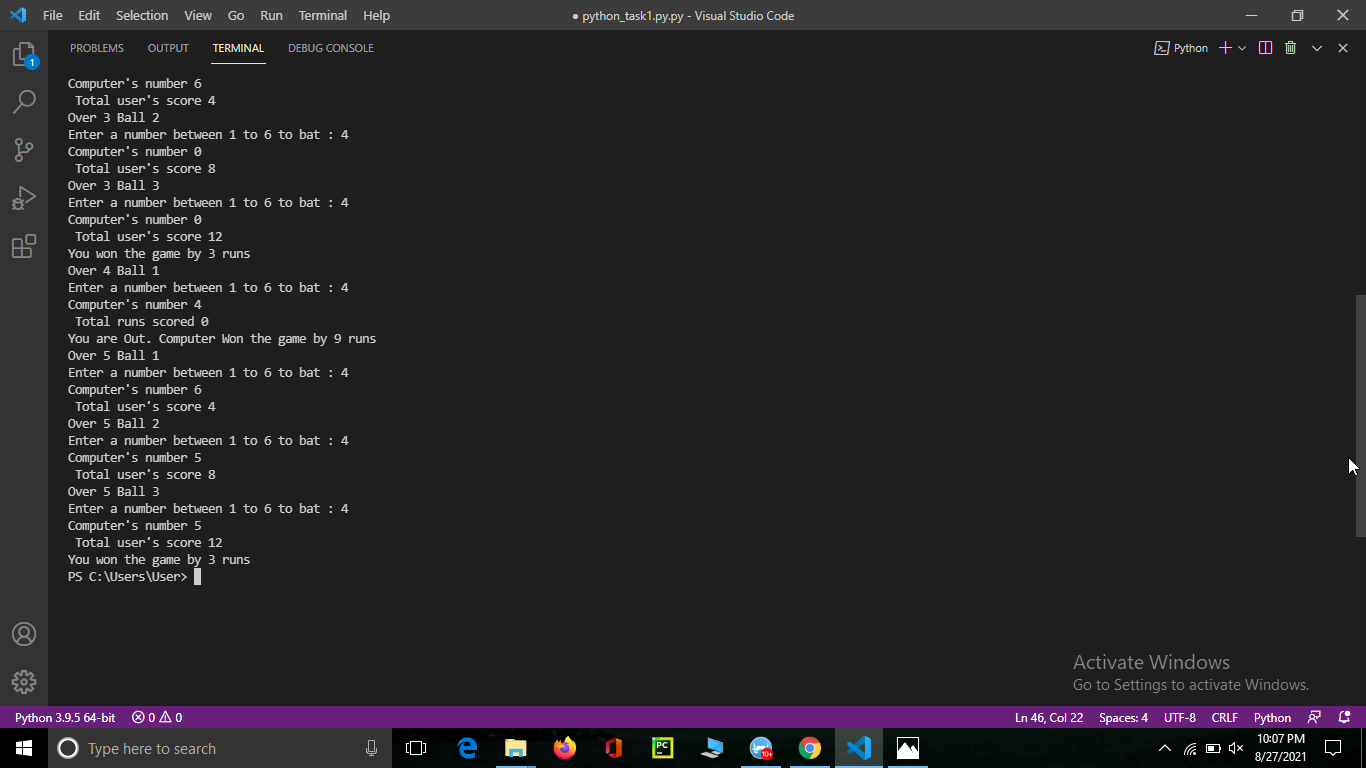 File Edit Selection View Go Run Terminal Help
● python_task1.py.py - Visual Studio Code
1
PROBLEMS OUTPUT TERMINAL DEBUG CONSOLE
Python
Computer's number 6
Total user's score 4
Over 3 Ball 2
Enter a number between 1 to 6 to bat : 4
Computer's number 0
Total user's score 8
Over 3 Ball 3
Enter a number between 1 to 6 to bat : 4
Computer's number 0
Total user's score 12
You won the game by 3 runs
Over 4 Ball 1
Enter a number between 1 to 6 to bat : 4
Computer's number 4
Total runs scored 0
You are Out. Computer Won the game by 9 runs
Over 5 Ball 1
Enter a number between 1 to 6 to bat : 4
Computer's number 6
Total user's score 4
Over 5 Ball 2
Enter a number between 1 to 6 to bat : 4
Computer's number 5
Total user's score 8
Over 5 Ball 3
Enter a number between 1 to 6 to bat : 4
Computer's number 5
Total user's score 12
You won the game by 3 runs
PS C:\Users\User>
Activate Windows
Go to Settings to activate Windows.
Python 3.9.5 64-bit 0 0
Ln 46, Col 22 Spaces: 4 UTF-8 CRLF Python
Type here to search
PC
10+
10:07 PM
8/27/2021